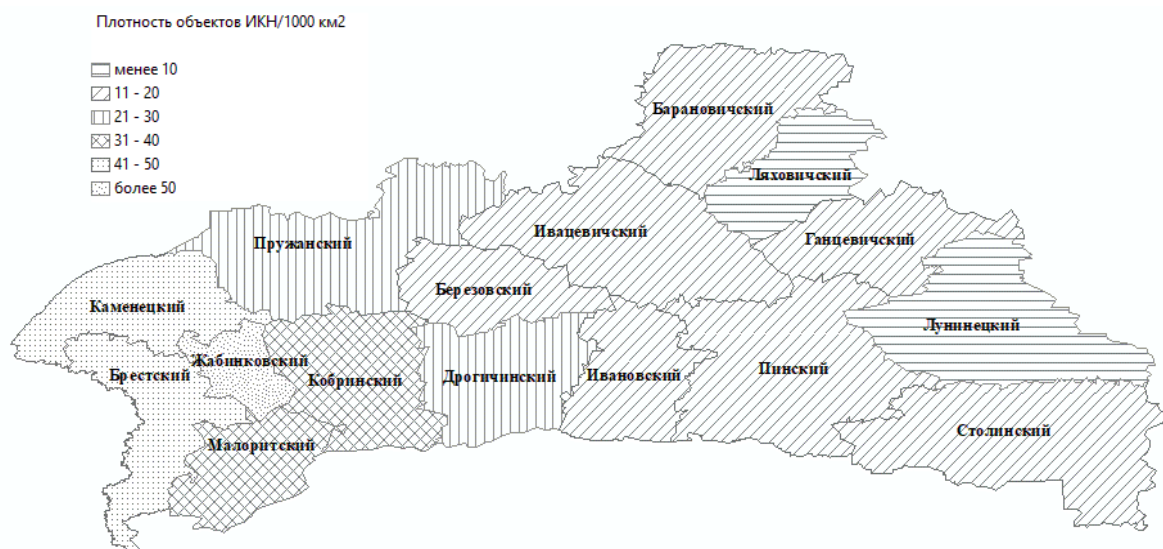 Плотность объектов ИКН/1000 км2
менее 10
11 - 20
21 - 30
31 - 40
41 - 50
более 50
Барановичский
Ляховичский
Ивацевичский
Ганцевичский
Пружанский
Березовский
Каменецкий
Лунинецкий
Жабинковский
Брестский
Кобринский
Дрогичинский
Ивановский
Пинский
Столинский
Малоритский